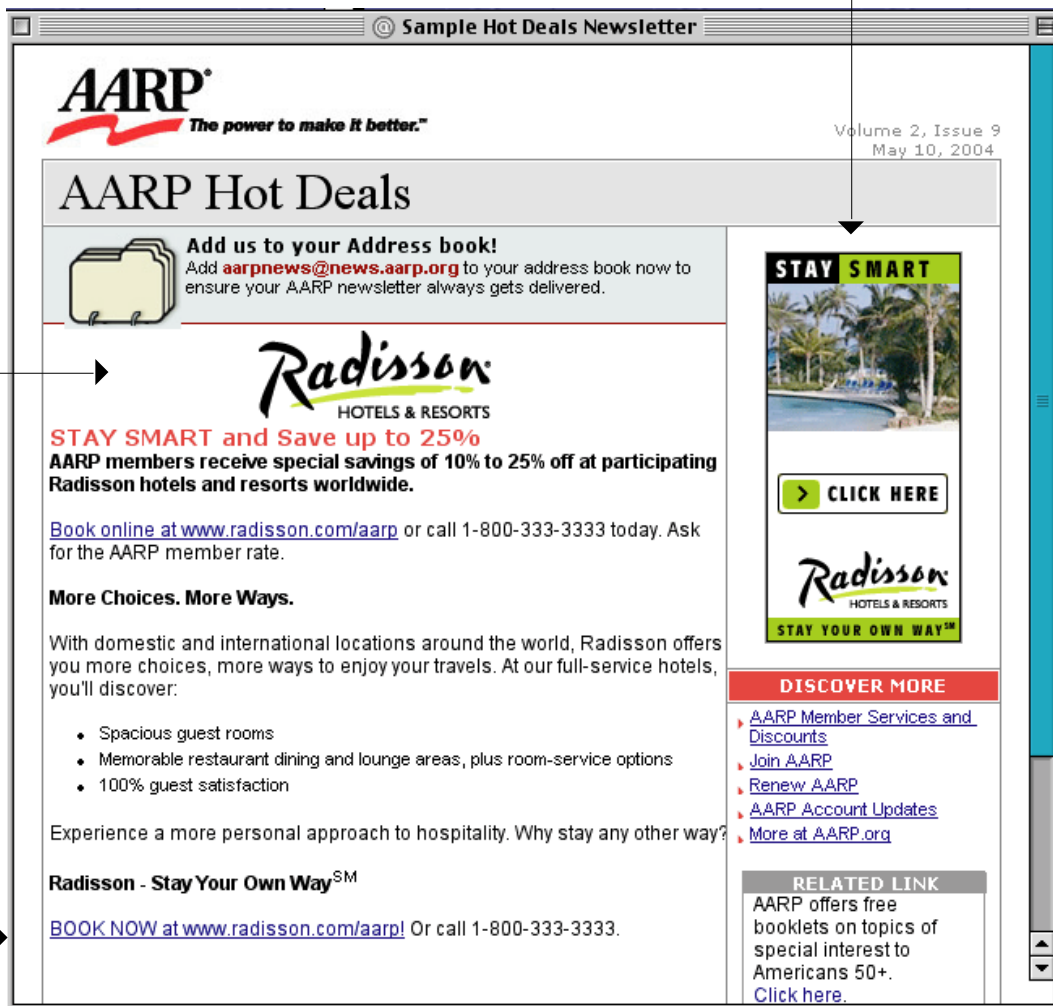 @ Sample Hot Deals Newsletter
AARP®
The power to make it better.™
Volume 2, Issue 9
May 10, 2004
AARP Hot Deals
Add us to your Address book!
Add aarpnews@news.aarp.org to your address book now to
ensure your AARP newsletter always gets delivered.
Radisson
HOTELS & RESORTS
STAY SMART and Save up to 25%
AARP members receive special savings of 10% to 25% off at participating
Radisson hotels and resorts worldwide.
Book online at www.radisson.com/aarp or call 1-800-333-3333 today. Ask
for the AARP member rate.
More Choices. More Ways.
With domestic and international locations around the world, Radisson offers
you more choices, more ways to enjoy your travels. At our full-service hotels,
you'll discover:
• Spacious guest rooms
• Memorable restaurant dining and lounge areas, plus room-service options
• 100% guest satisfaction
Experience a more personal approach to hospitality. Why stay any other way?
Radisson - Stay Your Own Way℠
BOOK NOW at www.radisson.com/aarp! Or call 1-800-333-3333.
STAY SMART
> CLICK HERE
Radisson
HOTELS & RESORTS
STAY YOUR OWN WAY℠
DISCOVER MORE
AARP Member Services and
Discounts
Join AARP
Renew AARP
AARP Account Updates
More at AARP.org
RELATED LINK
AARP offers free
booklets on topics of
special interest to
Americans 50+.
Click here.